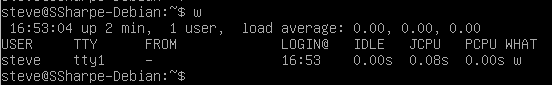 steve@SSharpe-Debian:~$ w
 16:53:04 up 2 min,  1 user,  load average: 0.00, 0.00, 0.00
USER     TTY      FROM             LOGIN@   IDLE   JCPU   PCPU WHAT
steve    tty1     -                16:53    0.00s  0.08s  0.00s w
steve@SSharpe-Debian:~$